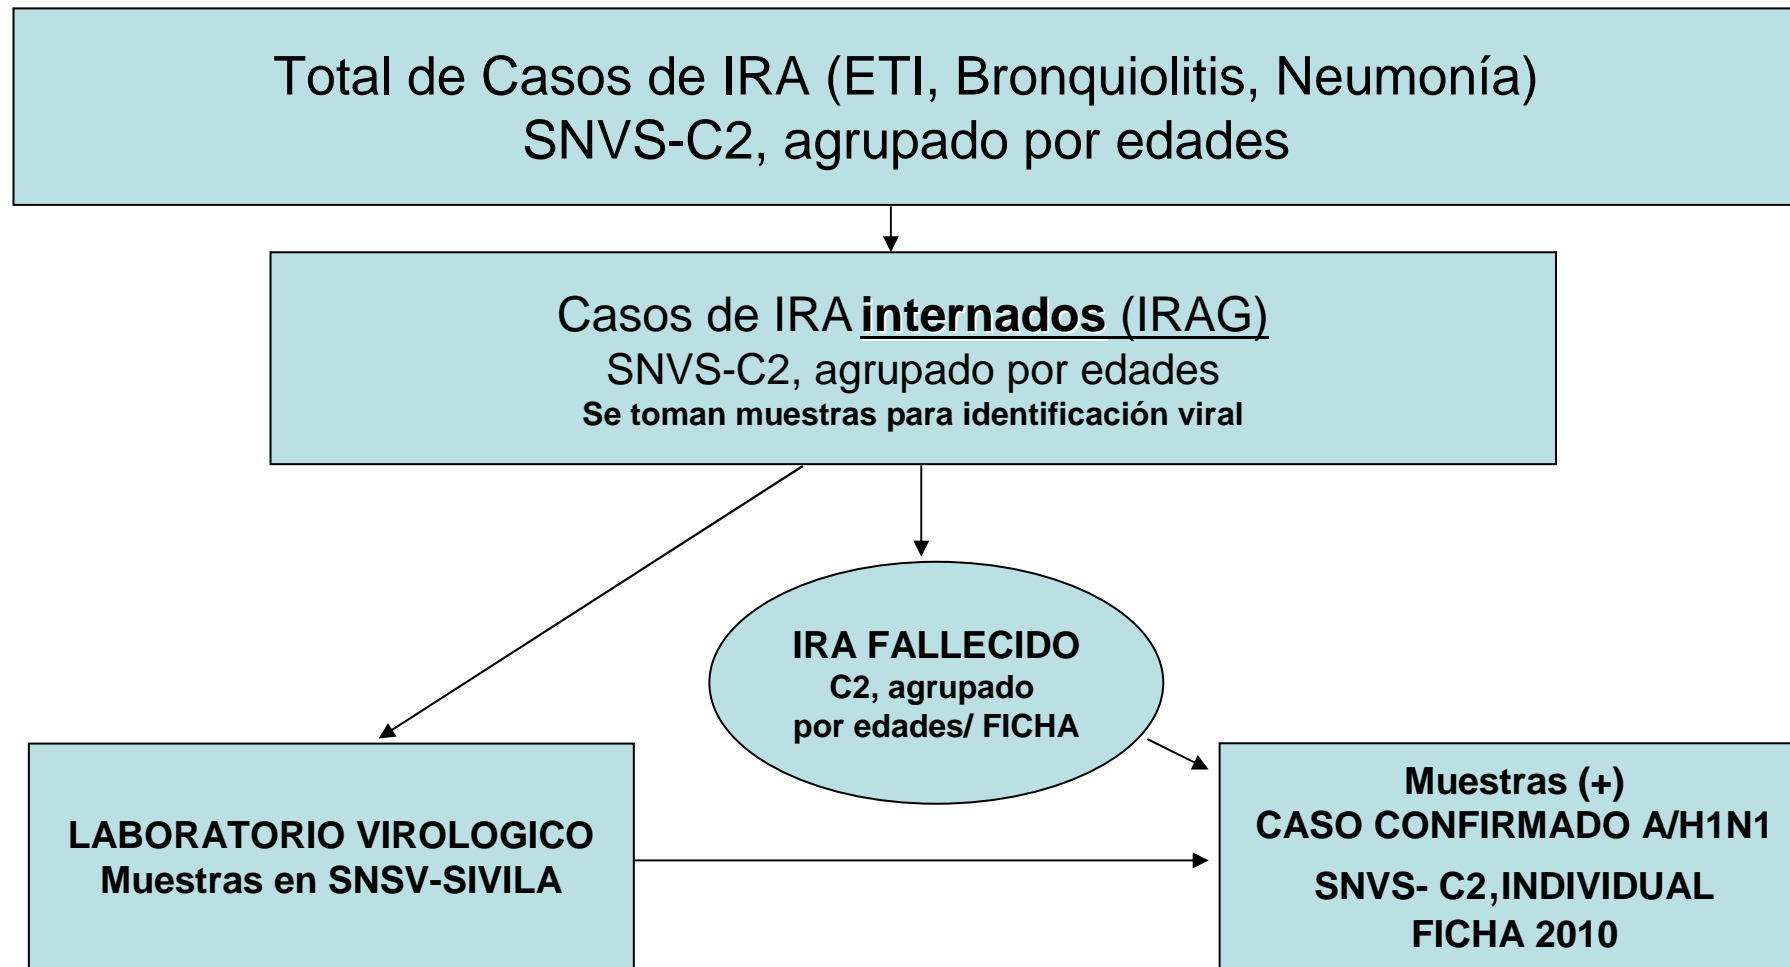 Total de Casos de IRA (ETI, Bronquiolitis, Neumonía)
SNVS-C2, agrupado por edades
Casos de IRA internados (IRAG)
SNVS-C2, agrupado por edades
Se toman muestras para identificación viral
IRA FALLECIDO
C2, agrupado
por edades/ FICHA
LABORATORIO VIROLOGICO
Muestras en SNSV-SIVILA
Muestras (+)
CASO CONFIRMADO A/H1N1
SNVS- C2,INDIVIDUAL
FICHA 2010